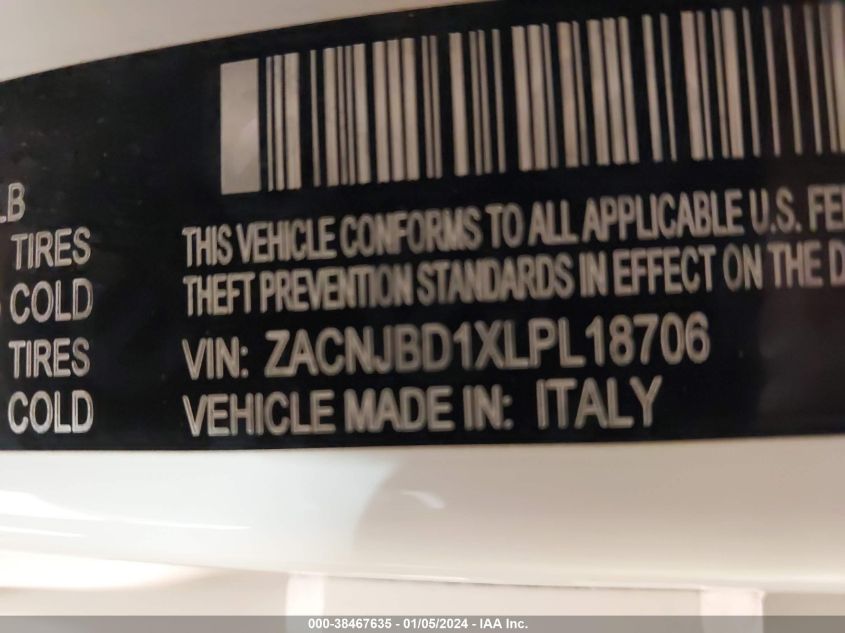 LB
TIRES
COLD
TIRES
COLD
THIS VEHICLE CONFORMS TO ALL APPLICABLE U.S. FE
THEFT PREVENTION STANDARDS IN EFFECT ON THE D
VIN: ZACNJBD1XLPL18706
VEHICLE MADE IN: ITALY
000-38467635 - 01/05/2024 - IAA Inc.